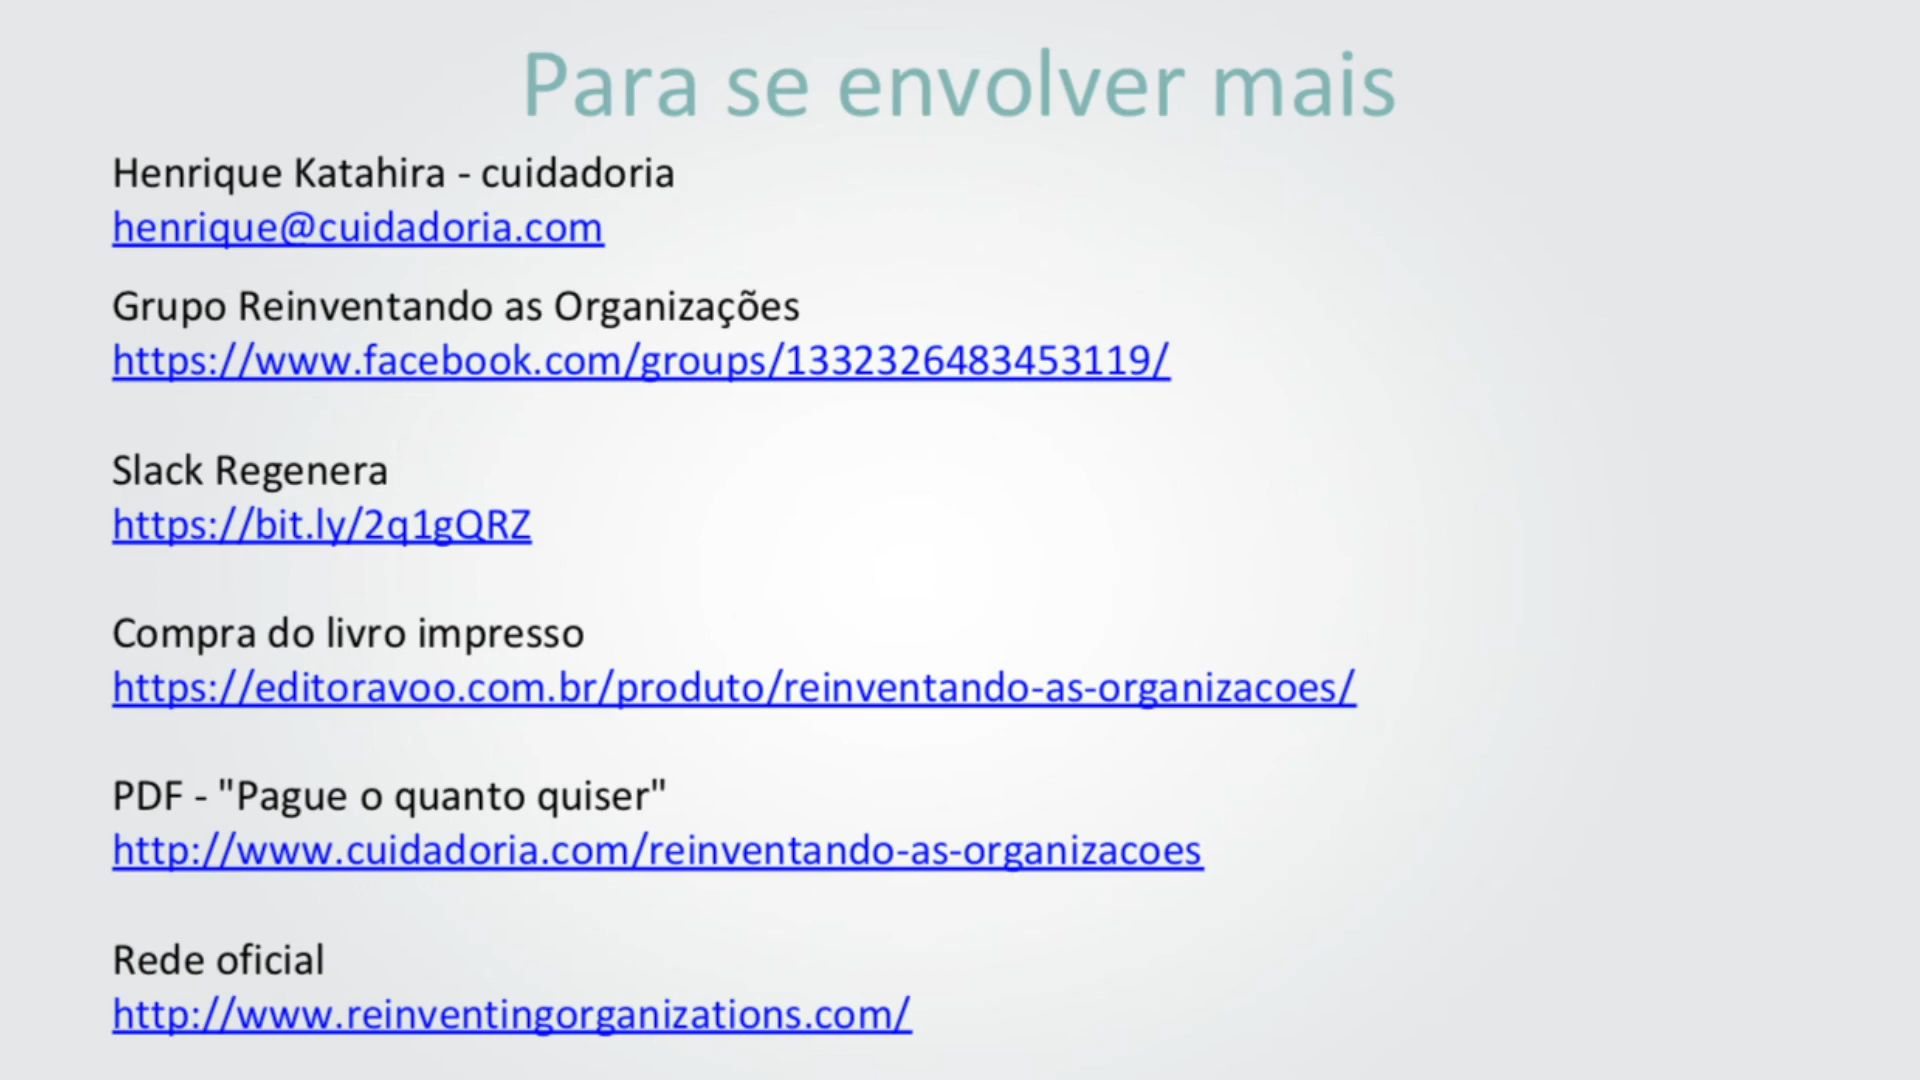 Para se envolver mais
Henrique Katahira - cuidadoria
henrique@cuidadoria.com
Grupo Reinventando as Organizações
https://www.facebook.com/groups/1332326483453119/
Slack Regenera
https://bit.ly/2q1gQRZ
Compra do livro impresso
https://editoravoo.com.br/produto/reinventando-as-organizacoes/
PDF - "Pague o quanto quiser"
http://www.cuidadoria.com/reinventando-as-organizacoes
Rede oficial
http://www.reinventingorganizations.com/